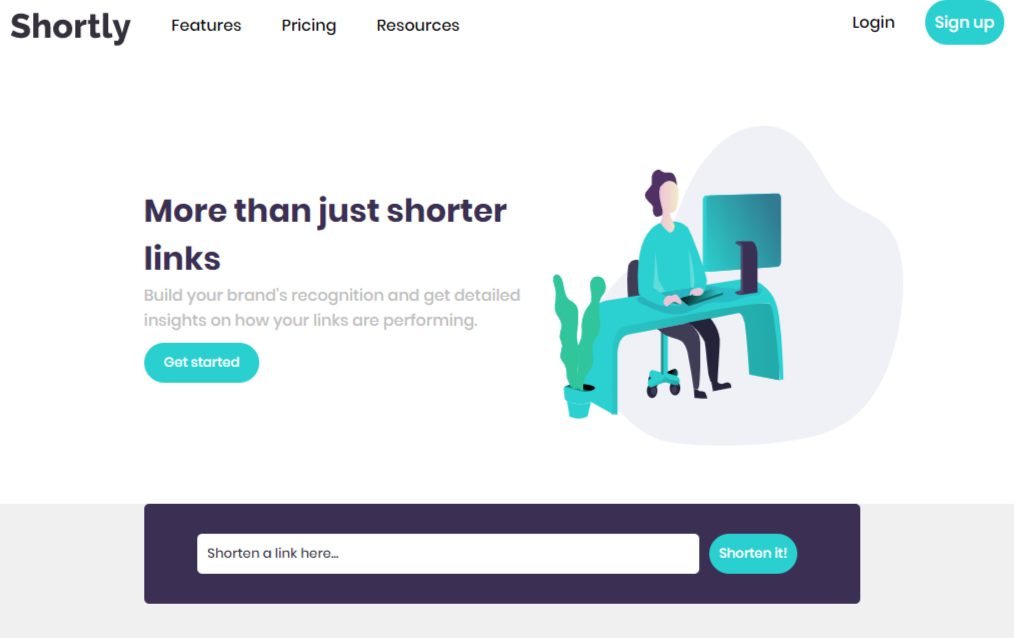 Shortly
Features
Pricing
Resources
Login
Sign up
More than just shorter
links
Build your brand's recognition and get detailed
insights on how your links are performing.
Get started
Shorten a link here...
Shorten it!